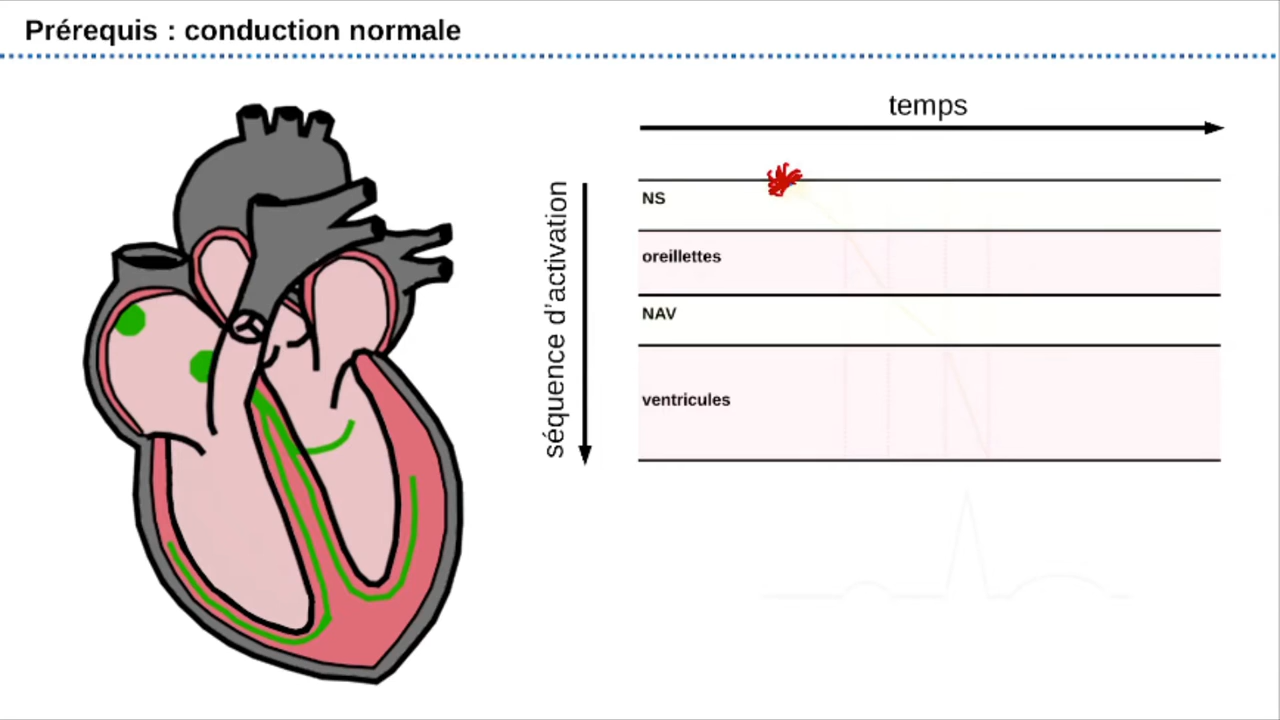 Prérequis : conduction normale
temps
séquence d'activation
NS
oreillettes
NAV
ventricules